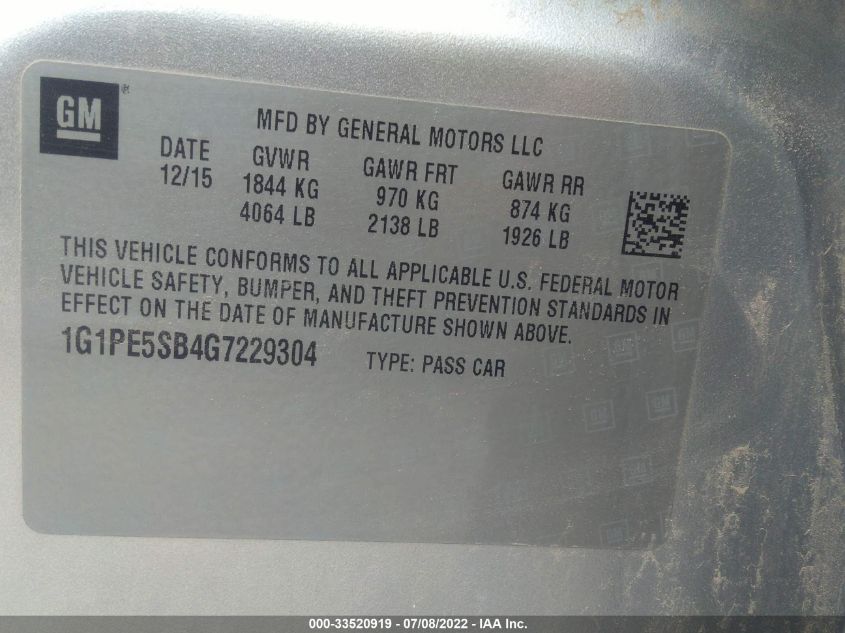 GM ®
MFD BY GENERAL MOTORS LLC
DATE GVWR GAWR FRT GAWR RR
12/15 1844 KG 970 KG 874 KG
4064 LB 2138 LB 1926 LB
THIS VEHICLE CONFORMS TO ALL APPLICABLE U.S. FEDERAL MOTOR
VEHICLE SAFETY, BUMPER, AND THEFT PREVENTION STANDARDS IN
EFFECT ON THE DATE OF MANUFACTURE SHOWN ABOVE.
1G1PE5SB4G7229304 TYPE: PASS CAR
000-33520919 - 07/08/2022 - IAA Inc.